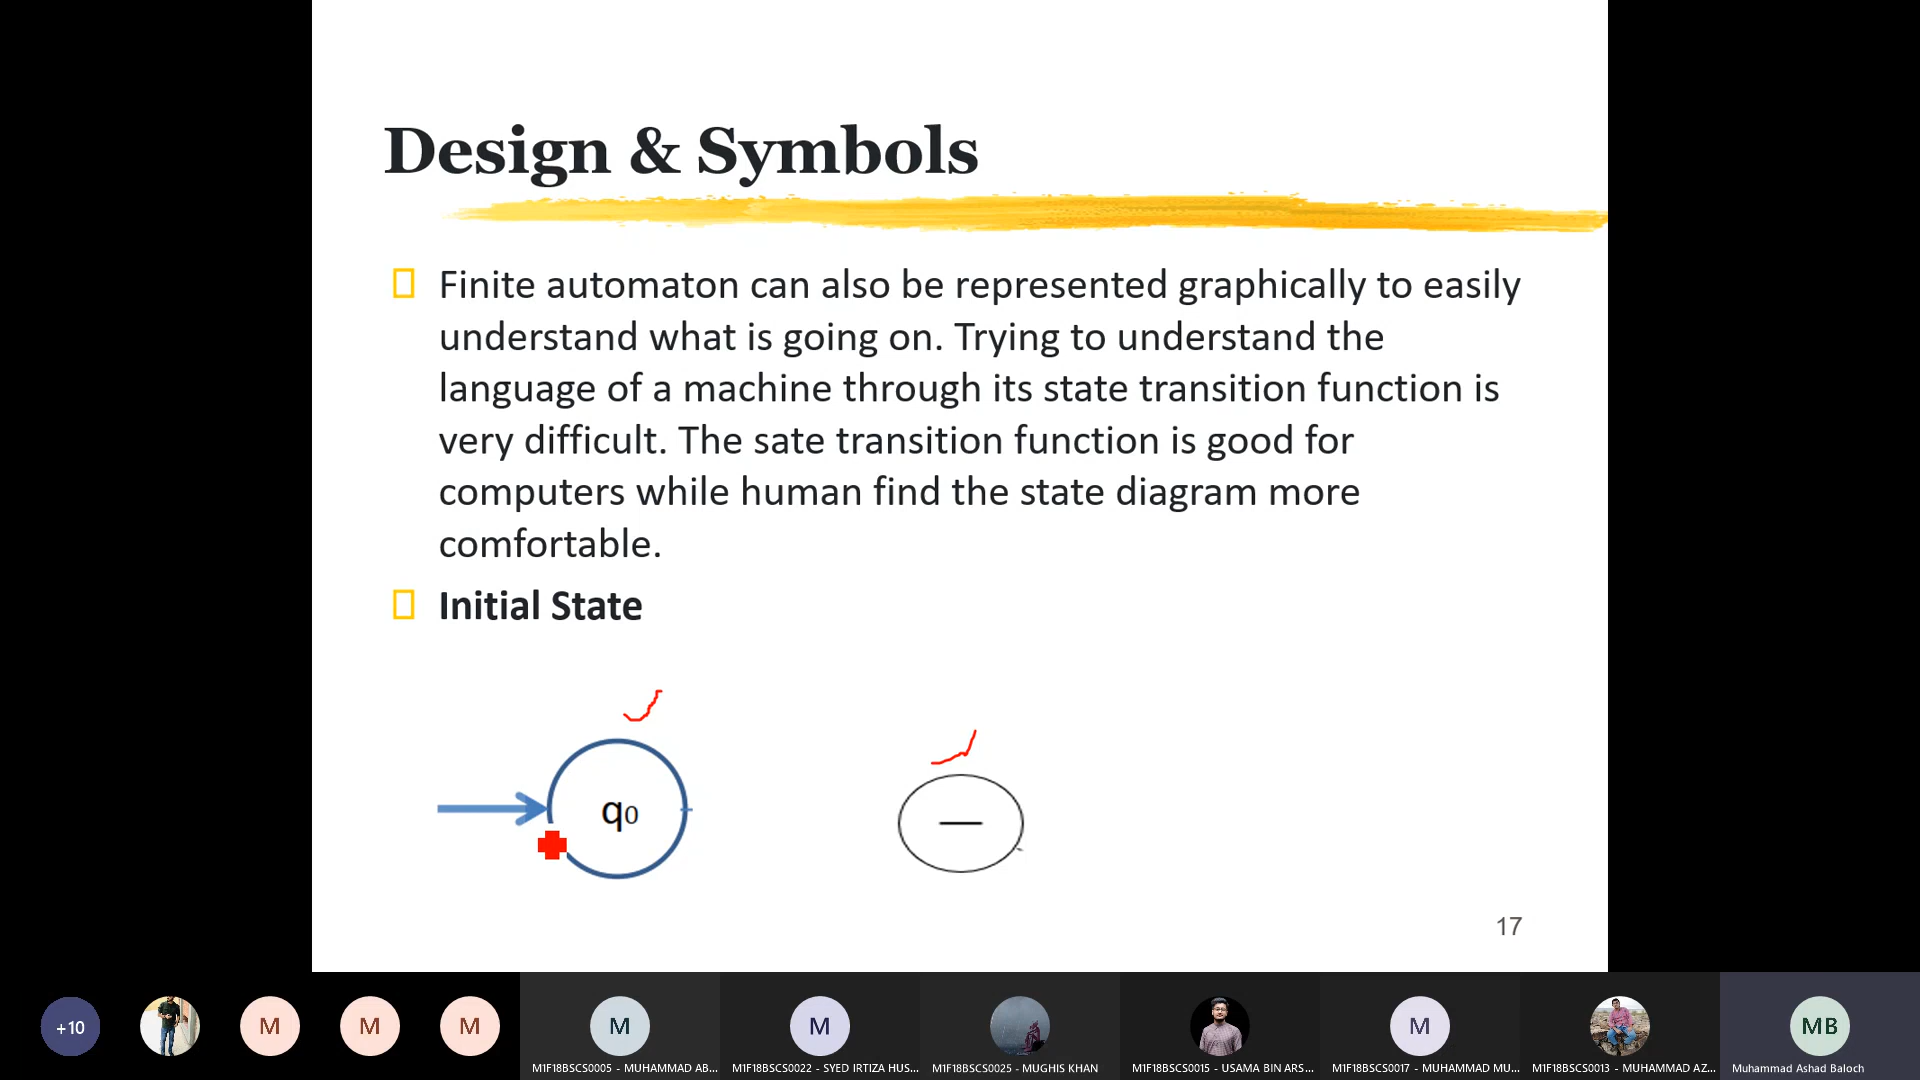 Design & Symbols
Finite automaton can also be represented graphically to easily
understand what is going on. Trying to understand the
language of a machine through its state transition function is
very difficult. The sate transition function is good for
computers while human find the state diagram more
comfortable.
Initial State
q0
—
17
+10
M
M
M
M
M
M
MB
M1F18BSCS0005 - MUHAMMAD AB...
M1F18BSCS0022 - SYED IRTIZA HUS...
M1F18BSCS0025 - MUGHIS KHAN
M1F18BSCS0015 - USAMA BIN ARS...
M1F18BSCS0017 - MUHAMMAD MU...
M1F18BSCS0013 - MUHAMMAD AZ...
Muhammad Ashad Baloch